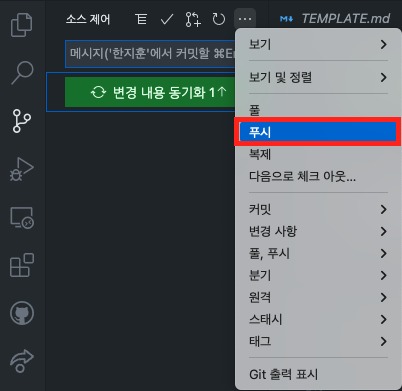 소스 제어
TEMPLATE.md
메시지('한지훈'에서 커밋할 ⌘En
변경 내용 동기화 1↑
보기
보기 및 정렬
풀
푸시
복제
다음으로 체크 아웃...
커밋
변경 사항
풀, 푸시
분기
원격
스태시
태그
Git 출력 표시